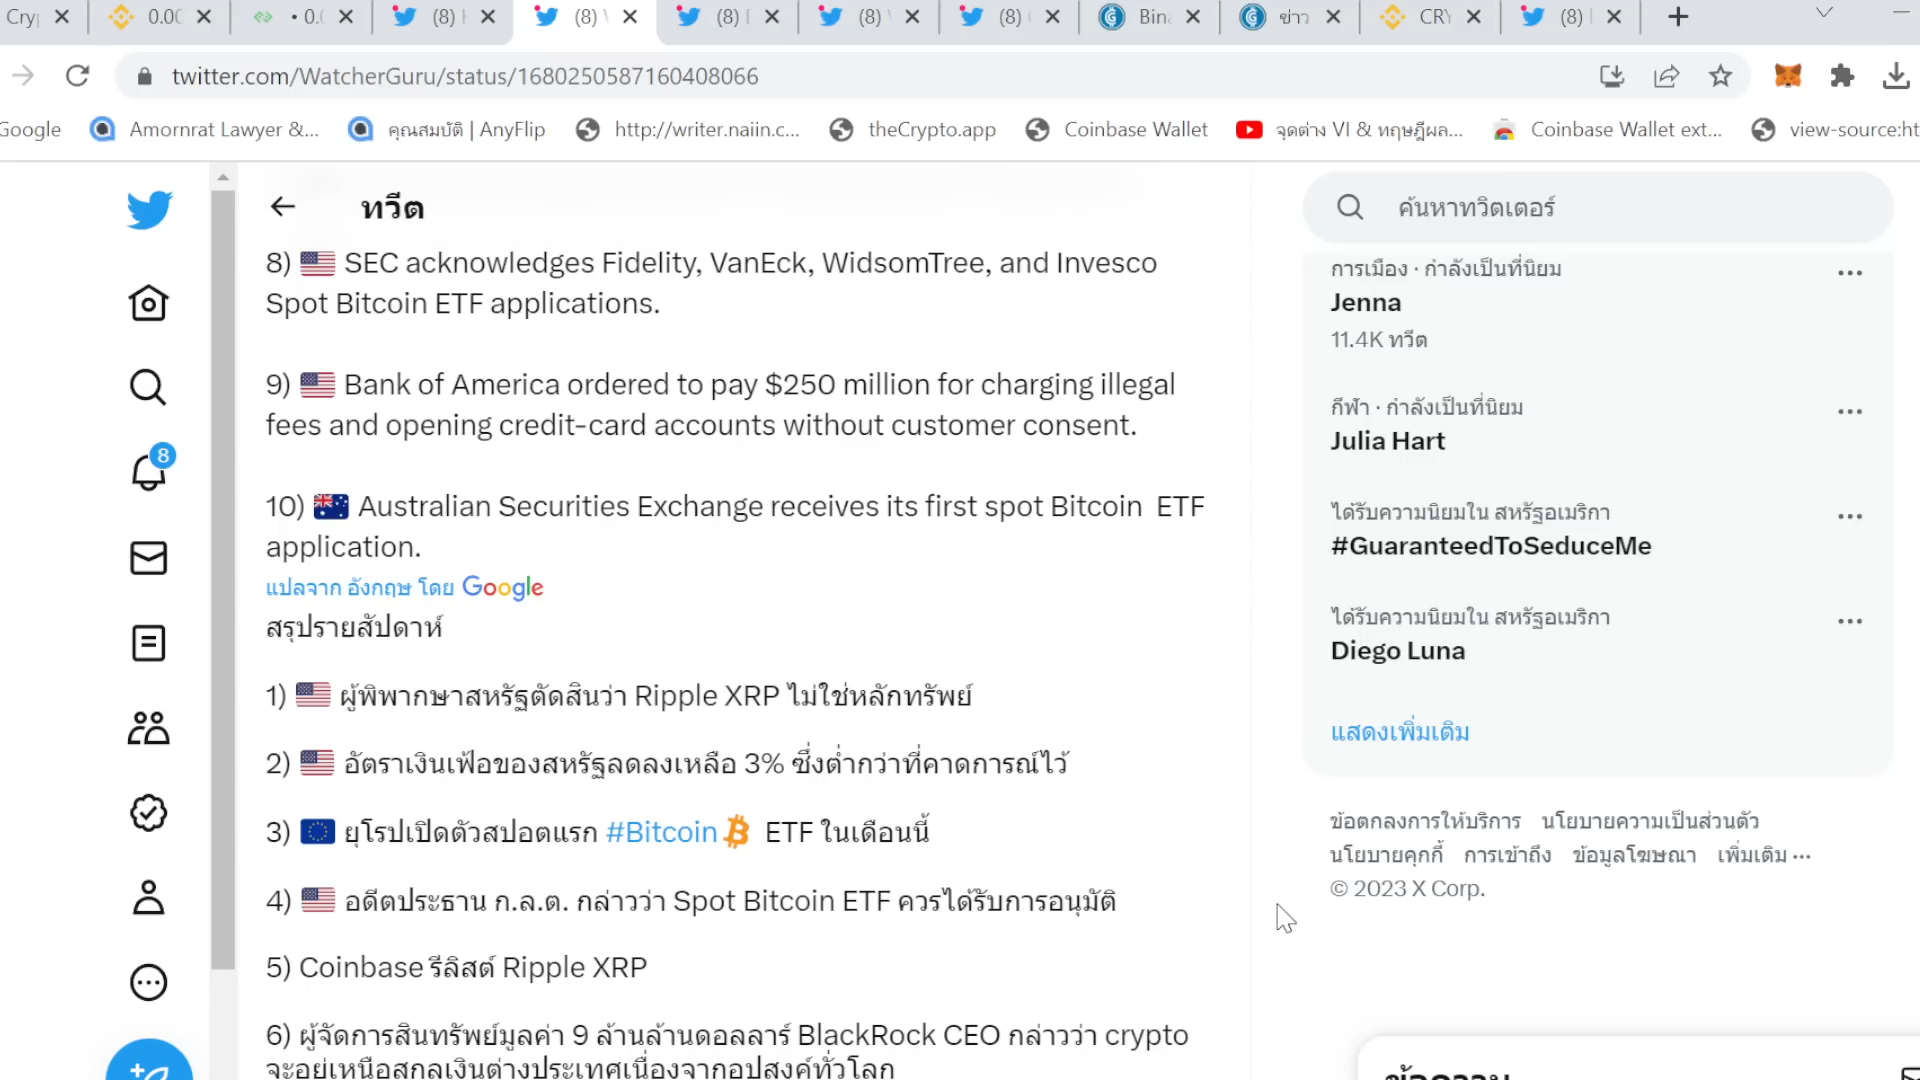 Cryp
0.00
• 0.(
(8)
(8)
(8)
(8)
(8)
Bin
ข่าว
CRY
(8)
twitter.com/WatcherGuru/status/1680250587160408066
Google
Amornrat Lawyer &...
คุณสมบัติ | AnyFlip
http://writer.naiin.c...
theCrypto.app
Coinbase Wallet
จุดต่าง VI & ทฤษฎีผล...
Coinbase Wallet ext...
view-source:ht
ทวีต
8) 🇺🇸 SEC acknowledges Fidelity, VanEck, WidsomTree, and Invesco
Spot Bitcoin ETF applications.
9) 🇺🇸 Bank of America ordered to pay $250 million for charging illegal
fees and opening credit-card accounts without customer consent.
10) 🇦🇺 Australian Securities Exchange receives its first spot Bitcoin ETF
application.
แปลจาก อังกฤษ โดย Google
สรุปรายสัปดาห์
1) 🇺🇸 ผู้พิพากษาสหรัฐตัดสินว่า Ripple XRP ไม่ใช่หลักทรัพย์
2) 🇺🇸 อัตราเงินเฟ้อของสหรัฐลดลงเหลือ 3% ซึ่งต่ำกว่าที่คาดการณ์ไว้
3) 🇪🇺 ยุโรปเปิดตัวสปอตแรก #Bitcoin ETF ในเดือนนี้
4) 🇺🇸 อดีตประธาน ก.ล.ต. กล่าวว่า Spot Bitcoin ETF ควรได้รับการอนุมัติ
5) Coinbase รีลิสต์ Ripple XRP
6) ผู้จัดการสินทรัพย์มูลค่า 9 ล้านล้านดอลลาร์ BlackRock CEO กล่าวว่า crypto
จะอยู่เหนือสกุลเงินต่างประเทศเนื่องจากอุปสงค์ทั่วโลก
8
ค้นหาทวิตเตอร์
การเมือง · กำลังเป็นที่นิยม
Jenna
11.4K ทวีต
กีฬา · กำลังเป็นที่นิยม
Julia Hart
ได้รับความนิยมใน สหรัฐอเมริกา
#GuaranteedToSeduceMe
ได้รับความนิยมใน สหรัฐอเมริกา
Diego Luna
แสดงเพิ่มเติม
ข้อตกลงการให้บริการ นโยบายความเป็นส่วนตัว
นโยบายคุกกี้ การเข้าถึง ข้อมูลโฆษณา เพิ่มเติม ···
© 2023 X Corp.
ข้อความ